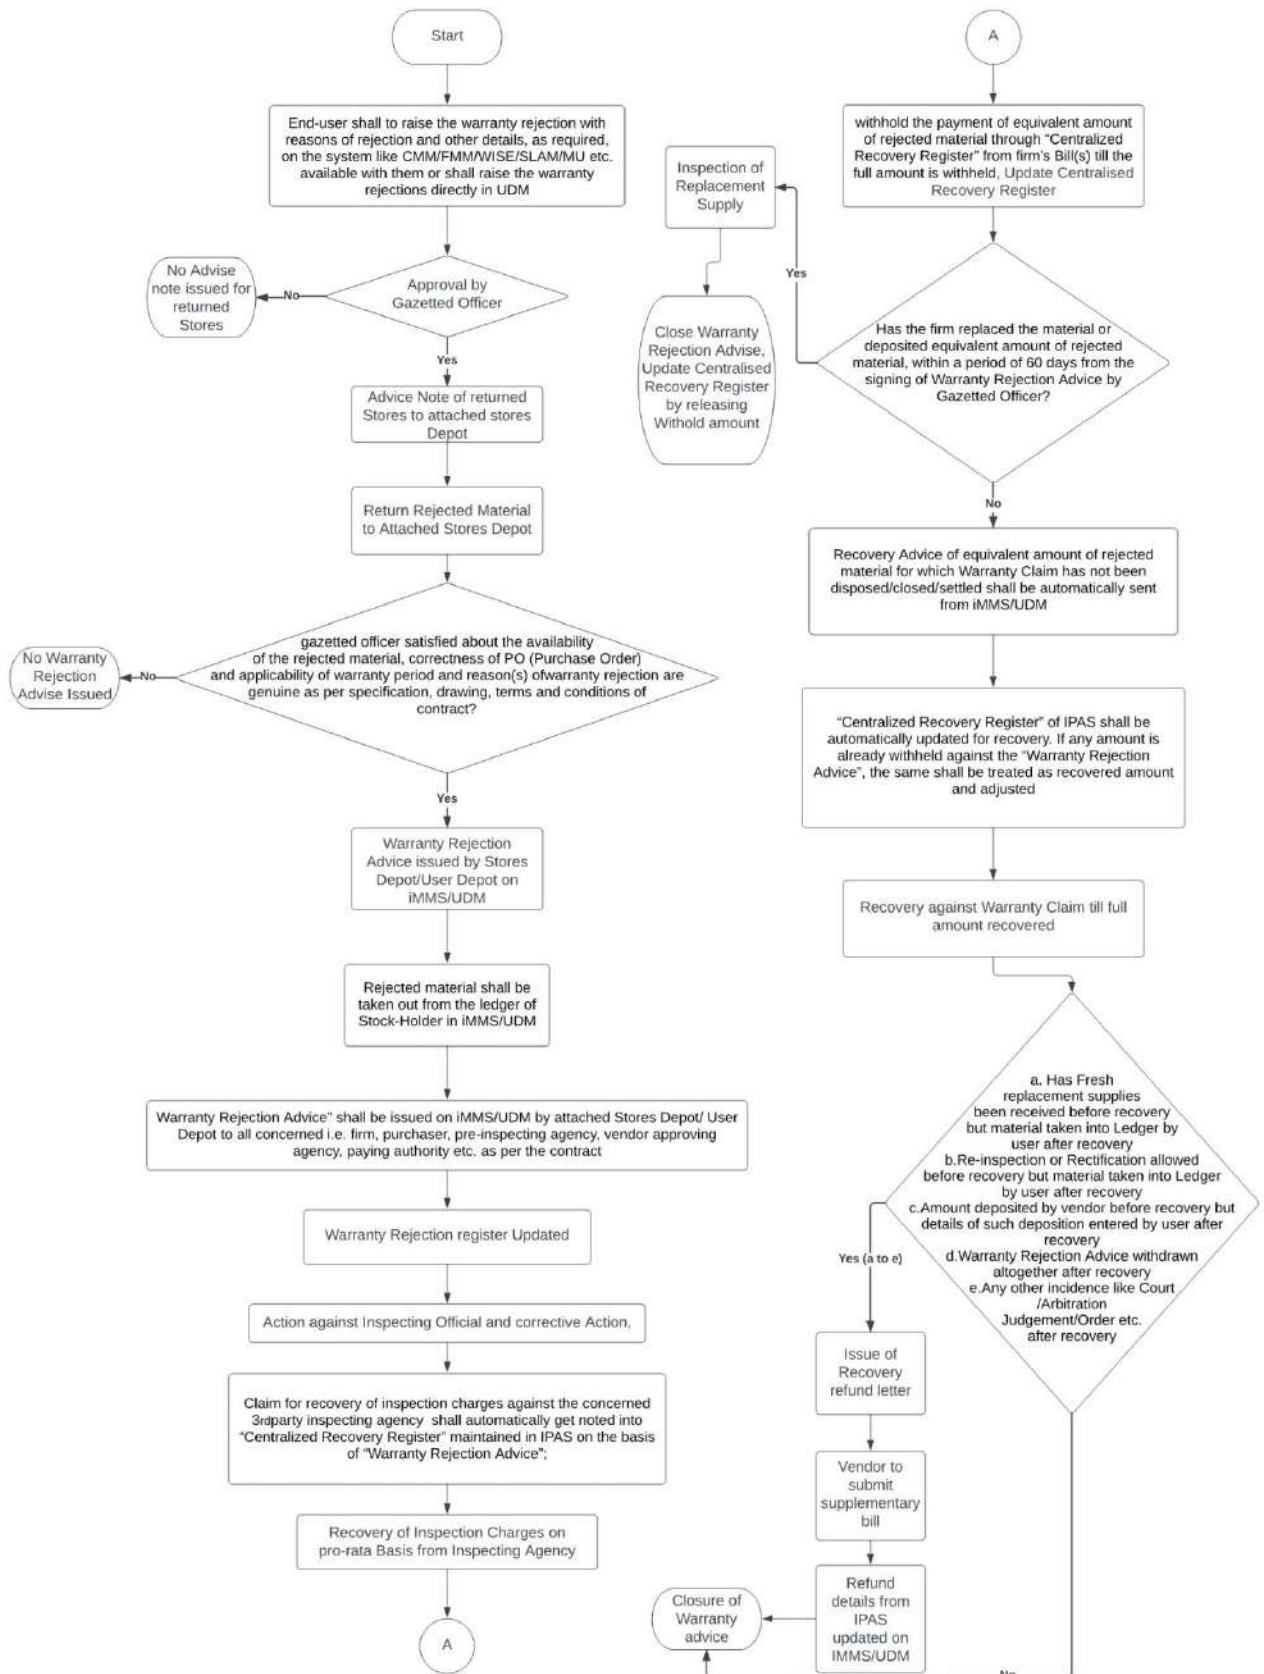 Start
End-user shall to raise the warranty rejection with
reasons of rejection and other details, as required,
on the system like CMM/FMM/WISE/SLAM/MU etc.
available with them or shall raise the warranty
rejections directly in UDM
Approval by
Gazetted Officer
No
No Advise
note issued for
returned
Stores
Yes
Advice Note of returned
Stores to attached stores
Depot
Return Rejected Material
to Attached Stores Depot
gazetted officer satisfied about the availability
of the rejected material, correctness of PO (Purchase Order)
and applicability of warranty period and reason(s) ofwarranty rejection are
genuine as per specification, drawing, terms and conditions of
contract?
No
No Warranty
Rejection
Advise Issued
Yes
Warranty Rejection
Advice issued by Stores
Depot/User Depot on
iMMS/UDM
Rejected material shall be
taken out from the ledger of
Stock-Holder in iMMS/UDM
Warranty Rejection Advice" shall be issued on iMMS/UDM by attached Stores Depot/ User
Depot to all concerned i.e. firm, purchaser, pre-inspecting agency, vendor approving
agency, paying authority etc. as per the contract
Warranty Rejection register Updated
Action against Inspecting Official and corrective Action,
Claim for recovery of inspection charges against the concerned
3rdparty inspecting agency shall automatically get noted into
"Centralized Recovery Register" maintained in IPAS on the basis
of "Warranty Rejection Advice";
Recovery of Inspection Charges on
pro-rata Basis from Inspecting Agency
A
A
withhold the payment of equivalent amount
of rejected material through "Centralized
Recovery Register" from firm's Bill(s) till the
full amount is withheld, Update Centralised
Recovery Register
Has the firm replaced the material or
deposited equivalent amount of rejected
material, within a period of 60 days from the
signing of Warranty Rejection Advice by
Gazetted Officer?
Yes
Inspection of
Replacement
Supply
Close Warranty
Rejection Advise,
Update Centralised
Recovery Register
by releasing
Withold amount
No
Recovery Advice of equivalent amount of rejected
material for which Warranty Claim has not been
disposed/closed/settled shall be automatically sent
from iMMS/UDM
"Centralized Recovery Register" of IPAS shall be
automatically updated for recovery. If any amount is
already withheld against the "Warranty Rejection
Advice", the same shall be treated as recovered amount
and adjusted
Recovery against Warranty Claim till full
amount recovered
a. Has Fresh
replacement supplies
been received before recovery
but material taken into Ledger by
user after recovery
b.Re-inspection or Rectification allowed
before recovery but material taken into Ledger
by user after recovery
c.Amount deposited by vendor before recovery but
details of such deposition entered by user after
recovery
d.Warranty Rejection Advice withdrawn
altogether after recovery
e.Any other incidence like Court
/Arbitration
Judgement/Order etc.
after recovery
Yes (a to e)
Issue of
Recovery
refund letter
Vendor to
submit
supplementary
bill
Refund
details from
IPAS
updated on
IMMS/UDM
Closure of
Warranty
advice
No